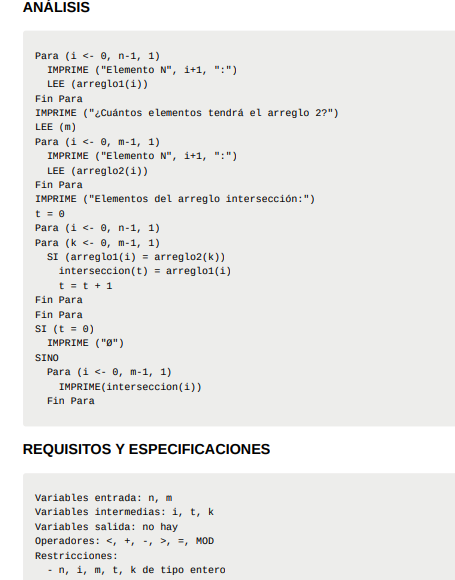 ANÁLISIS
Para (i <- 0, n-1, 1)
IMPRIME ("Elemento N", i+1, ":")
LEE (arreglo1(i))
Fin Para
IMPRIME ("¿Cuántos elementos tendrá el arreglo 2?")
LEE (m)
Para (i <- 0, m-1, 1)
IMPRIME ("Elemento N", i+1, ":")
LEE (arreglo2(i))
Fin Para
IMPRIME ("Elementos del arreglo intersección:")
t = 0
Para (i <- 0, n-1, 1)
Para (k <- 0, m-1, 1)
SI (arreglo1(i) = arreglo2(k))
interseccion(t) = arreglo1(i)
t = t + 1
Fin Para
Fin Para
SI (t = 0)
IMPRIME ("Ø")
SINO
Para (i <- 0, m-1, 1)
IMPRIME(interseccion(i))
Fin Para
REQUISITOS Y ESPECIFICACIONES
Variables entrada: n, m
Variables intermedias: i, t, k
Variables salida: no hay
Operadores: <, +, -, >, =, MOD
Restricciones:
- n, i, m, t, k de tipo entero